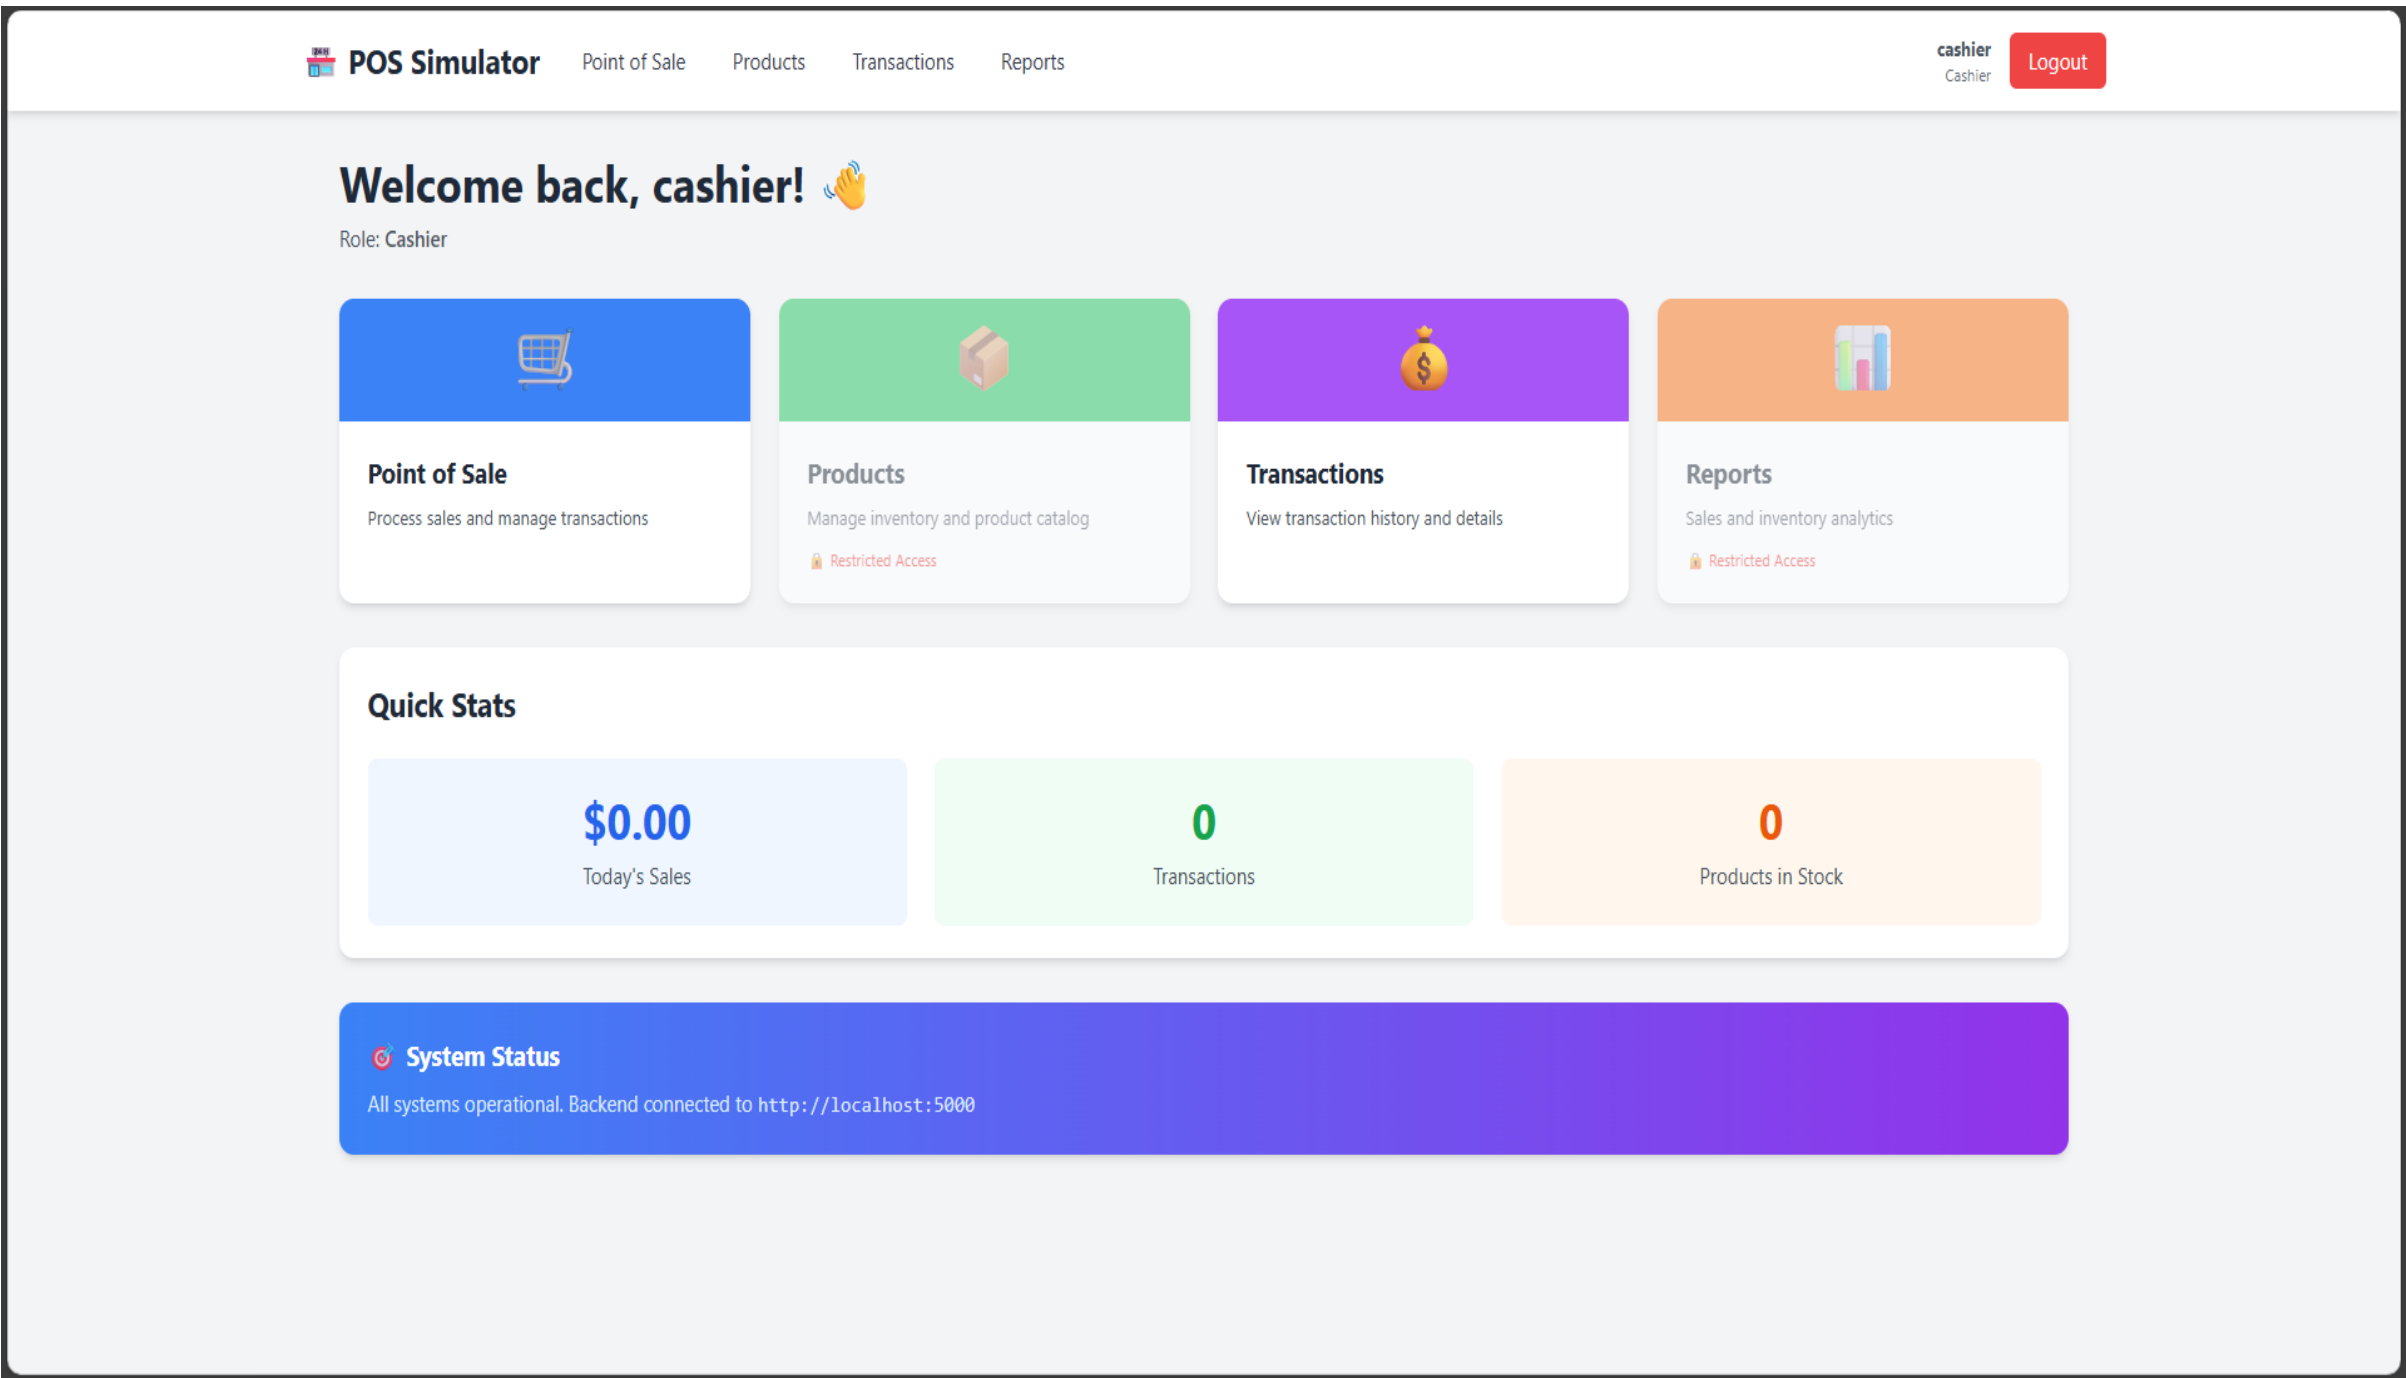 POS Simulator Point of Sale Products Transactions Reports cashier Logout
Cashier
Welcome back, cashier!
Role: Cashier
Point of Sale
Process sales and manage transactions
Products
Manage inventory and product catalog
Restricted Access
Transactions
View transaction history and details
Reports
Sales and inventory analytics
Restricted Access
Quick Stats
$0.00
Today's Sales
0
Transactions
0
Products in Stock
System Status
All systems operational. Backend connected to http://localhost:5000